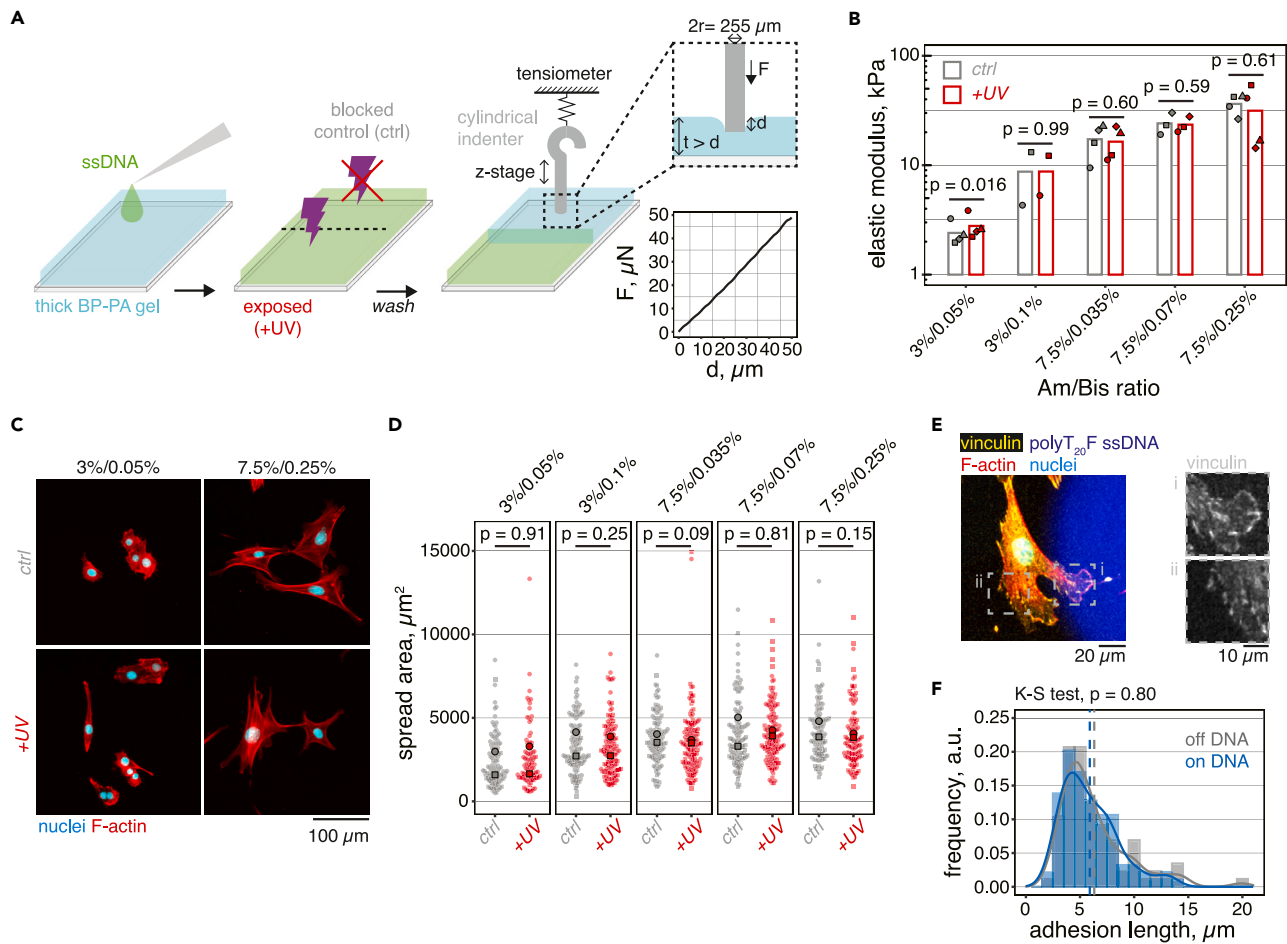 A
ssDNA
thick BP-PA gel
blocked
control (ctrl)
exposed
(+UV)
wash
tensiometer
cylindrical
indenter
z-stage
2r= 255 µm
F
d
t > d
F, µN
50
40
30
20
10
0
0 10 20 30 40 50
d, µm
B
elastic modulus, kPa
100
10
1
ctrl
+UV
p = 0.016
p = 0.99
p = 0.60
p = 0.59
p = 0.61
3%/0.05%
3%/0.1%
7.5%/0.035%
7.5%/0.07%
7.5%/0.25%
Am/Bis ratio
C
3%/0.05% 7.5%/0.25%
ctrl
+UV
nuclei F-actin
100 µm
D
3%/0.05%
3%/0.1%
7.5%/0.035%
7.5%/0.07%
7.5%/0.25%
p = 0.91 p = 0.25 p = 0.09 p = 0.81 p = 0.15
spread area, µm²
15000
10000
5000
0
ctrl +UV ctrl +UV ctrl +UV ctrl +UV ctrl +UV
E
vinculin polyT₂₀F ssDNA
F-actin nuclei
vinculin
i
ii
i
ii
20 µm
10 µm
F
K-S test, p = 0.80
off DNA
on DNA
frequency, a.u.
0.25
0.20
0.15
0.10
0.05
0.00
0 5 10 15 20
adhesion length, µm